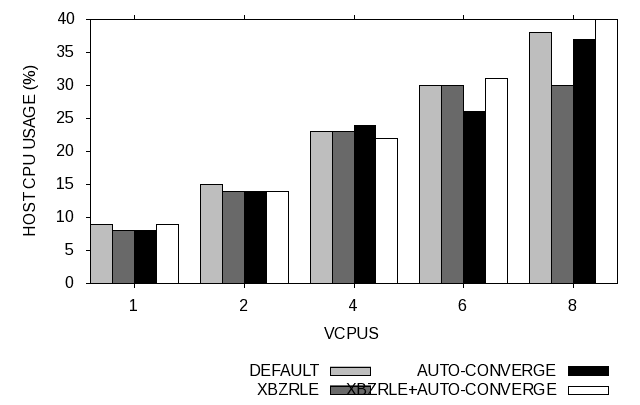 40
35
30
25
20
15
10
5
0
HOST CPU USAGE (%)
1 2 4 6 8
VCPUS
DEFAULT AUTO-CONVERGE
XBZRLE XBZRLE+AUTO-CONVERGE